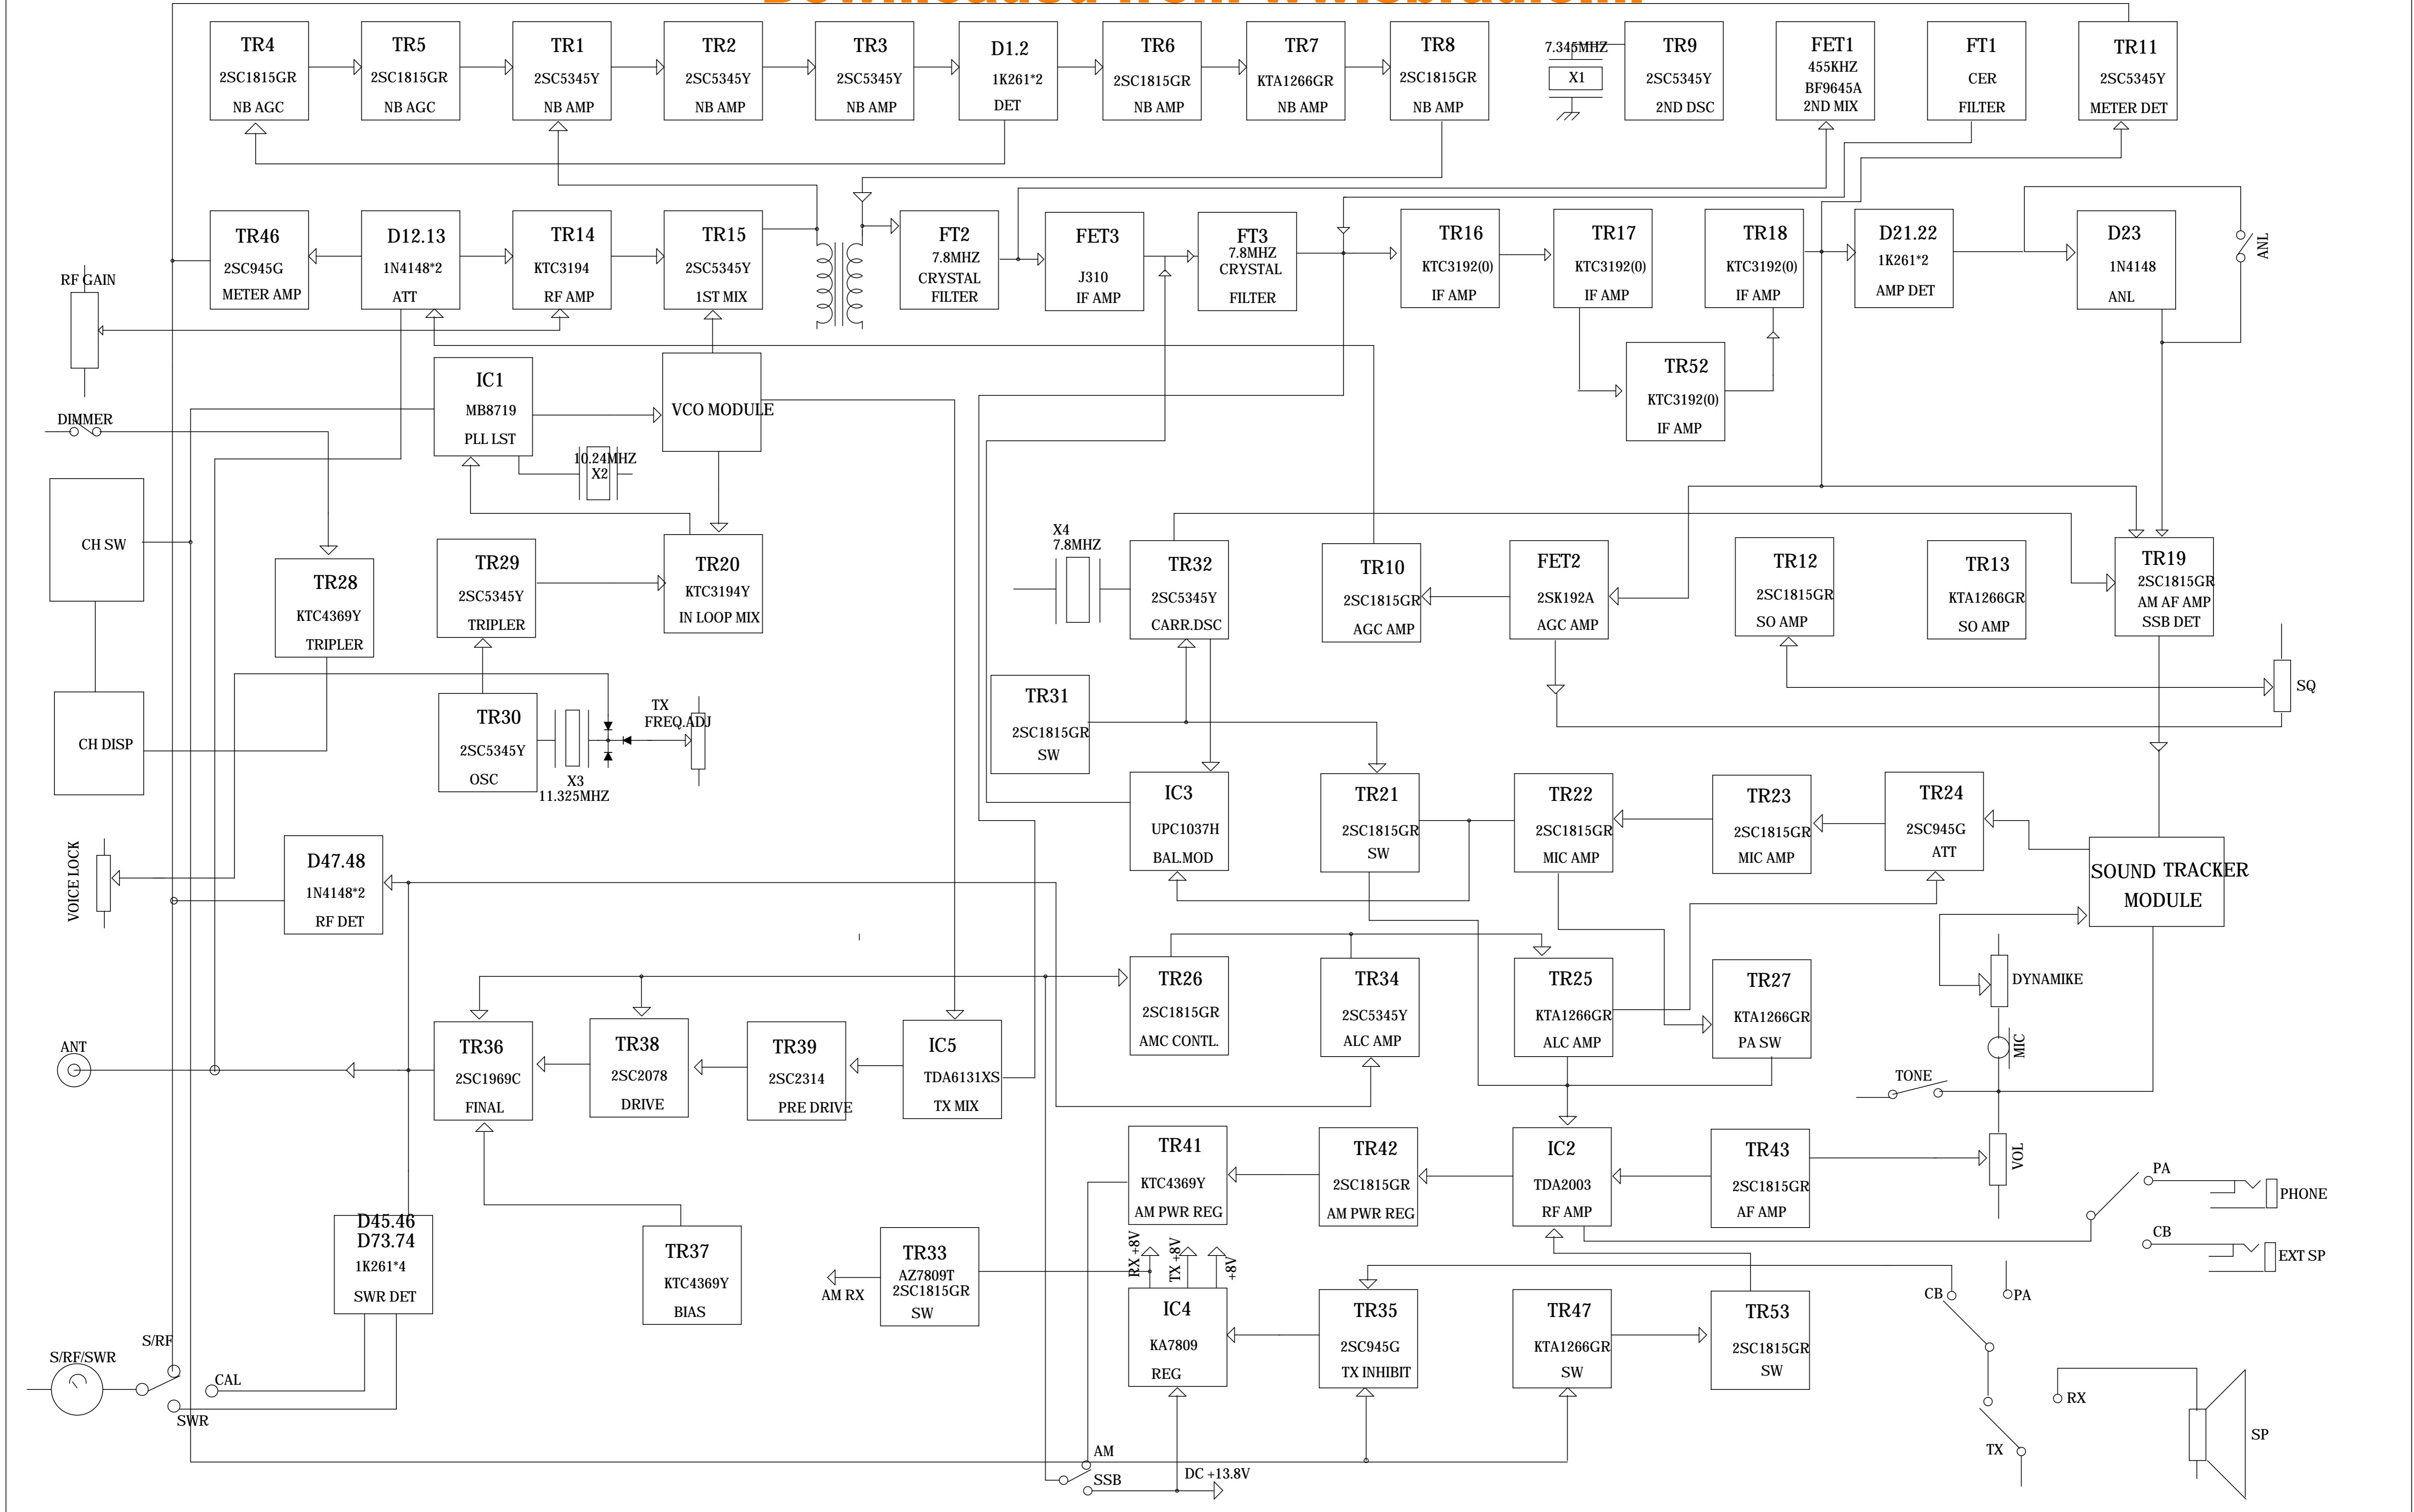 TR4
2SC1815GR
NB AGC
TR5
2SC1815GR
NB AGC
TR1
2SC5345Y
NB AMP
TR2
2SC5345Y
NB AMP
TR3
2SC5345Y
NB AMP
D1.2
1K261*2
DET
TR6
2SC1815GR
NB AMP
TR7
KTA1266GR
NB AMP
TR8
2SC1815GR
NB AMP
7.345MHZ
X1
TR9
2SC5345Y
2ND DSC
FET1
455KHZ
BF9645A
2ND MIX
FT1
CER
FILTER
TR11
2SC5345Y
METER DET
TR46
2SC945G
METER AMP
D12.13
1N4148*2
ATT
TR14
KTC3194
RF AMP
TR15
2SC5345Y
1ST MIX
FT2
7.8MHZ
CRYSTAL
FILTER
FET3
J310
IF AMP
FT3
7.8MHZ
CRYSTAL
FILTER
TR16
KTC3192(0)
IF AMP
TR17
KTC3192(0)
IF AMP
TR18
KTC3192(0)
IF AMP
D21.22
1K261*2
AMP DET
D23
1N4148
ANL
ANL
RF GAIN
TR52
KTC3192(0)
IF AMP
IC1
MB8719
PLL LST
VCO MODULE
10.24MHZ
X2
DIMMER
CH SW
TR28
KTC4369Y
TRIPLER
TR29
2SC5345Y
TRIPLER
TR20
KTC3194Y
IN LOOP MIX
X4
7.8MHZ
TR32
2SC5345Y
CARR.DSC
TR10
2SC1815GR
AGC AMP
FET2
2SK192A
AGC AMP
TR12
2SC1815GR
SO AMP
TR13
KTA1266GR
SO AMP
TR19
2SC1815GR
AM AF AMP
SSB DET
SQ
CH DISP
TR30
2SC5345Y
OSC
X3
11.325MHZ
TX
FREQ.ADJ
TR31
2SC1815GR
SW
IC3
UPC1037H
BAL.MOD
TR21
2SC1815GR
SW
TR22
2SC1815GR
MIC AMP
TR23
2SC1815GR
MIC AMP
TR24
2SC945G
ATT
SOUND TRACKER
MODULE
VOICE LOCK
D47.48
1N4148*2
RF DET
TR26
2SC1815GR
AMC CONTL.
TR34
2SC5345Y
ALC AMP
TR25
KTA1266GR
ALC AMP
TR27
KTA1266GR
PA SW
DYNAMIKE
MIC
TONE
ANT
TR36
2SC1969C
FINAL
TR38
2SC2078
DRIVE
TR39
2SC2314
PRE DRIVE
IC5
TDA6131XS
TX MIX
TR41
KTC4369Y
AM PWR REG
TR42
2SC1815GR
AM PWR REG
IC2
TDA2003
RF AMP
TR43
2SC1815GR
AF AMP
VOL
PA
PHONE
CB
EXT SP
D45.46
D73.74
1K261*4
SWR DET
TR37
KTC4369Y
BIAS
TR33
AZ7809T
2SC1815GR
SW
AM RX
RX +8V
TX +8V
+8V
IC4
KA7809
REG
TR35
2SC945G
TX INHIBIT
TR47
KTA1266GR
SW
TR53
2SC1815GR
SW
CB
PA
RX
TX
SP
S/RF
S/RF/SWR
CAL
SWR
AM
SSB
DC +13.8V